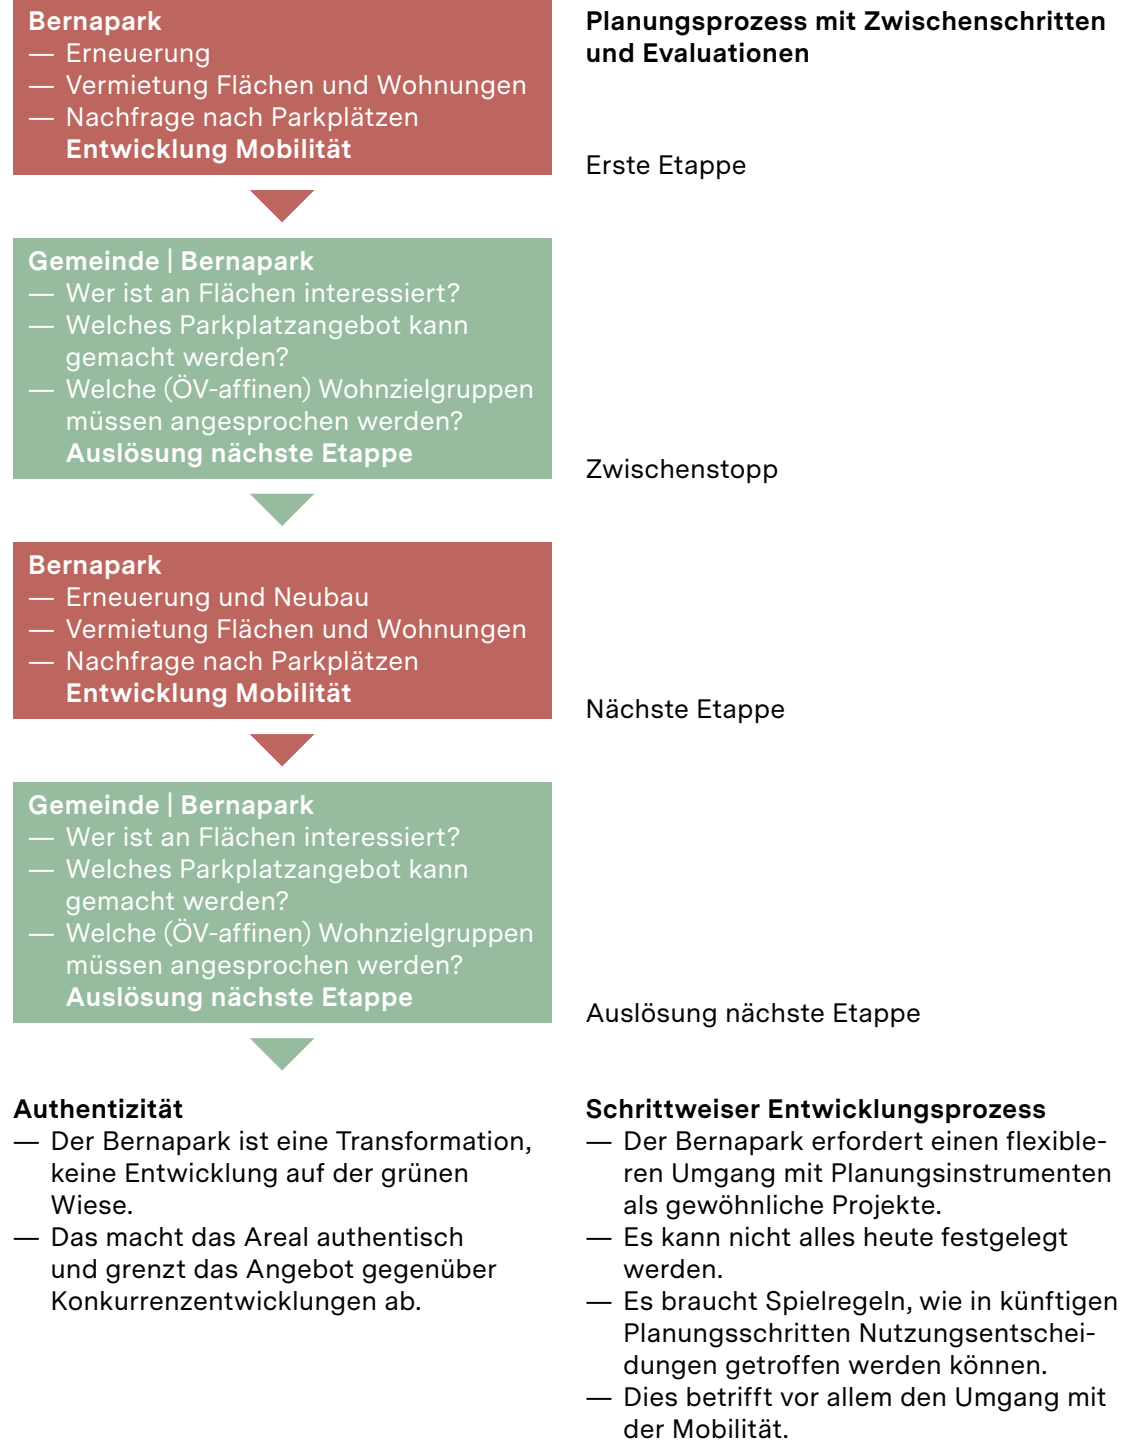 Bernapark
— Erneuerung
— Vermietung Flächen und Wohnungen
— Nachfrage nach Parkplätzen
Entwicklung Mobilität
Planungsprozess mit Zwischenschritten
und Evaluationen
Erste Etappe
Gemeinde | Bernapark
— Wer ist an Flächen interessiert?
— Welches Parkplatzangebot kann
gemacht werden?
— Welche (ÖV-affinen) Wohnzielgruppen
müssen angesprochen werden?
Auslösung nächste Etappe
Zwischenstopp
Bernapark
— Erneuerung und Neubau
— Vermietung Flächen und Wohnungen
— Nachfrage nach Parkplätzen
Entwicklung Mobilität
Nächste Etappe
Gemeinde | Bernapark
— Wer ist an Flächen interessiert?
— Welches Parkplatzangebot kann
gemacht werden?
— Welche (ÖV-affinen) Wohnzielgruppen
müssen angesprochen werden?
Auslösung nächste Etappe
Auslösung nächste Etappe
Authentizität
— Der Bernapark ist eine Transformation,
keine Entwicklung auf der grünen
Wiese.
— Das macht das Areal authentisch
und grenzt das Angebot gegenüber
Konkurrenzentwicklungen ab.
Schrittweiser Entwicklungsprozess
— Der Bernapark erfordert einen flexible-
ren Umgang mit Planungsinstrumenten
als gewöhnliche Projekte.
— Es kann nicht alles heute festgelegt
werden.
— Es braucht Spielregeln, wie in künftigen
Planungsschritten Nutzungsentschei-
dungen getroffen werden können.
— Dies betrifft vor allem den Umgang mit
der Mobilität.